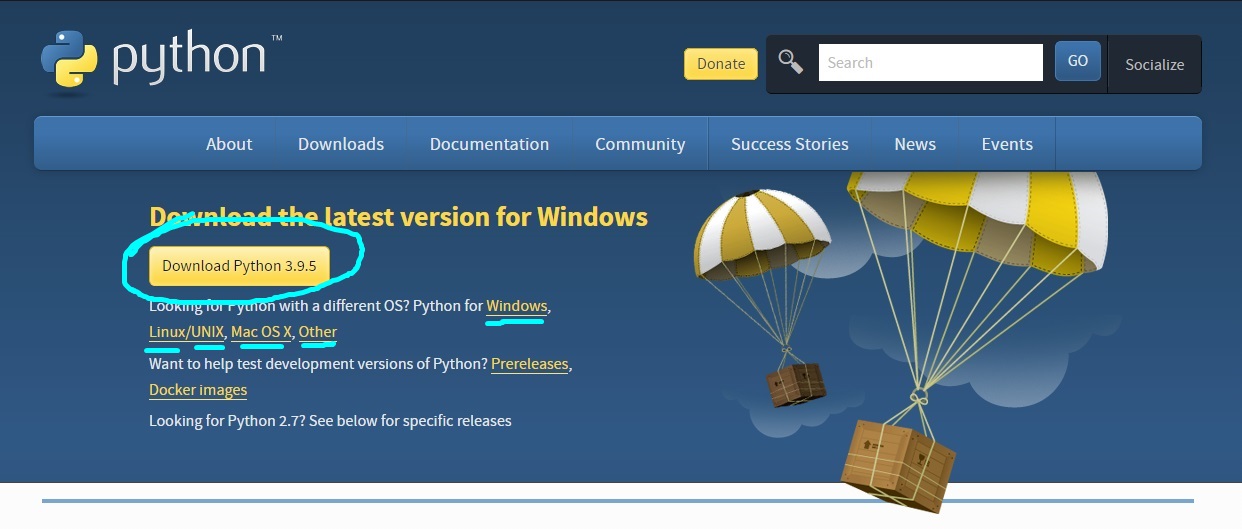 python™
Donate
Search
GO
Socialize
About Downloads Documentation Community Success Stories News Events
Download the latest version for Windows
Download Python 3.9.5
Looking for Python with a different OS? Python for Windows,
Linux/UNIX, Mac OS X, Other
Want to help test development versions of Python? Prereleases,
Docker images
Looking for Python 2.7? See below for specific releases